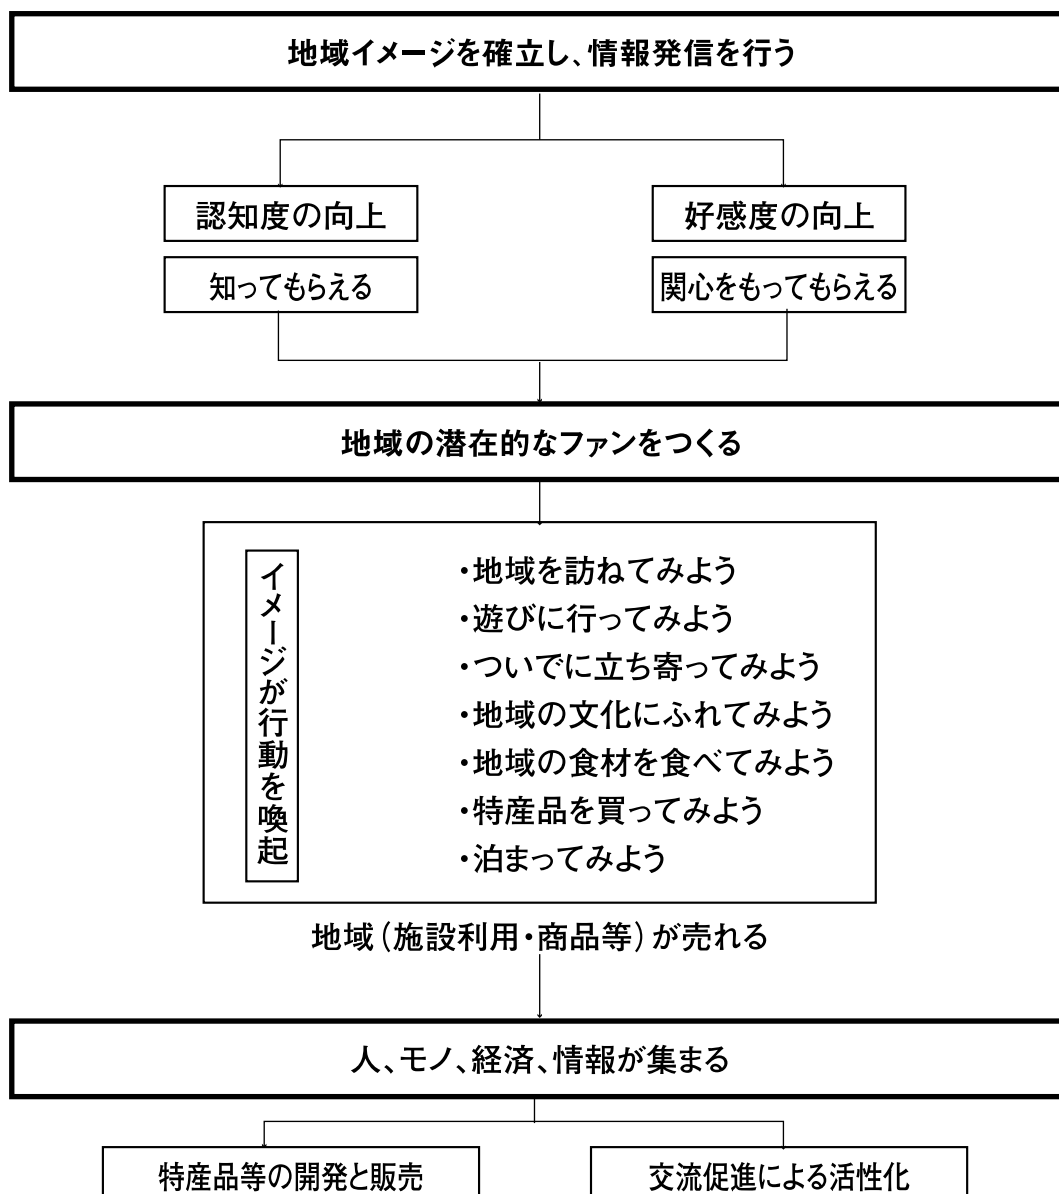 地域イメージを確立し、情報発信を行う
認知度の向上
好感度の向上
知ってもらえる
関心をもってもらえる
地域の潜在的なファンをつくる
イメージが行動を喚起
・地域を訪ねてみよう
・遊びに行ってみよう
・ついでに立ち寄ってみよう
・地域の文化にふれてみよう
・地域の食材を食べてみよう
・特産品を買ってみよう
・泊まってみよう
地域（施設利用・商品等）が売れる
人、モノ、経済、情報が集まる
特産品等の開発と販売
交流促進による活性化